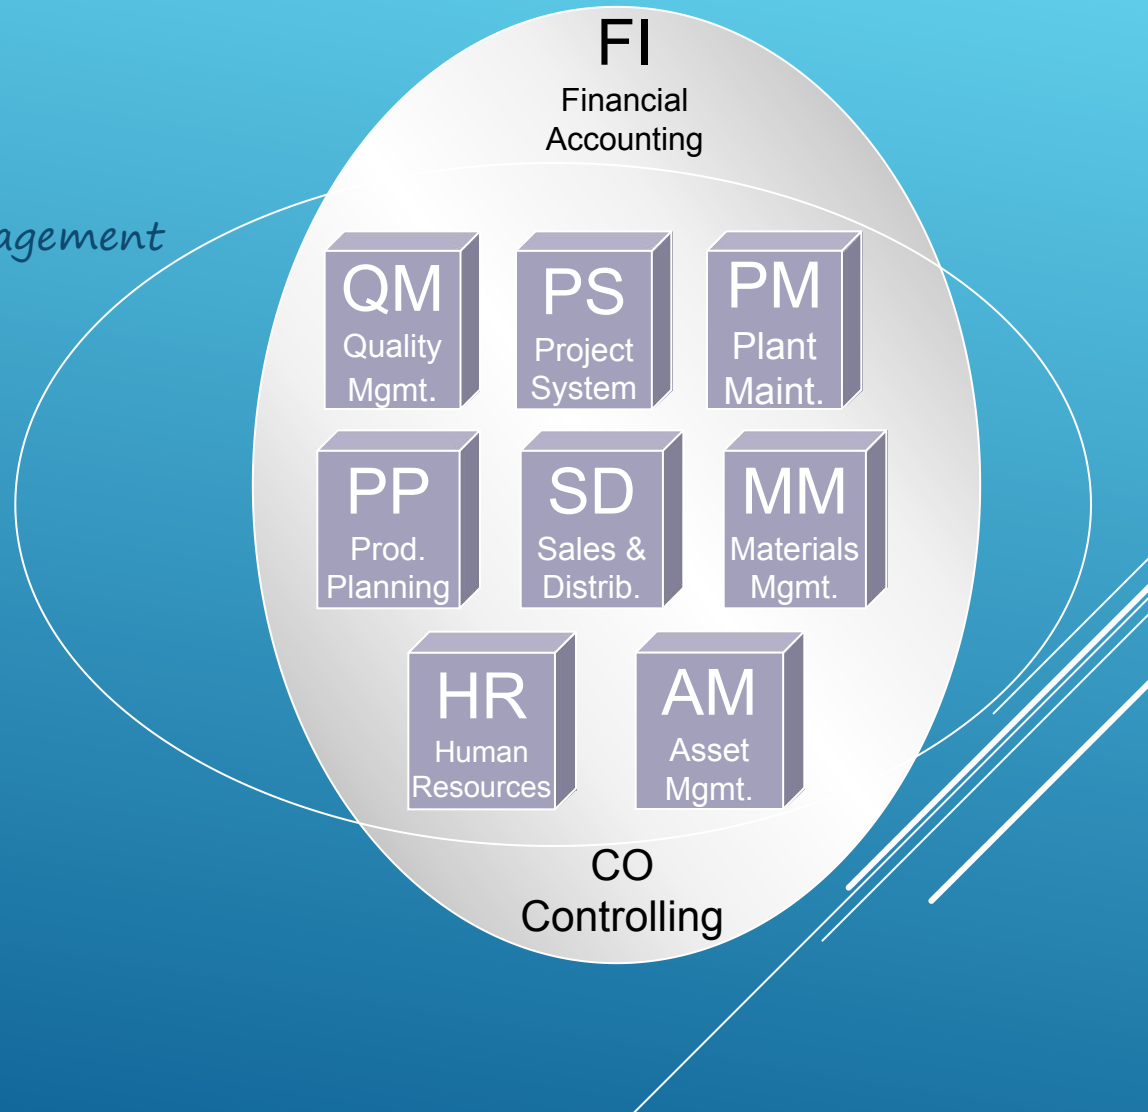 FI
Financial
Accounting
QM
Quality
Mgmt.
PS
Project
System
PM
Plant
Maint.
PP
Prod.
Planning
SD
Sales &
Distrib.
MM
Materials
Mgmt.
HR
Human
Resources
AM
Asset
Mgmt.
CO
Controlling